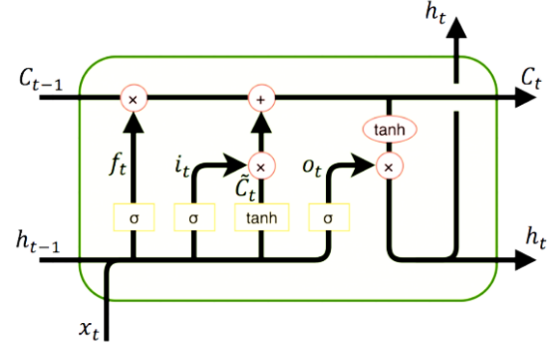 h_t
C_{t-1}
C_t
×
+
tanh
f_t
i_t
×
o_t
×
C̃_t
σ
σ
tanh
σ
h_{t-1}
h_t
x_t